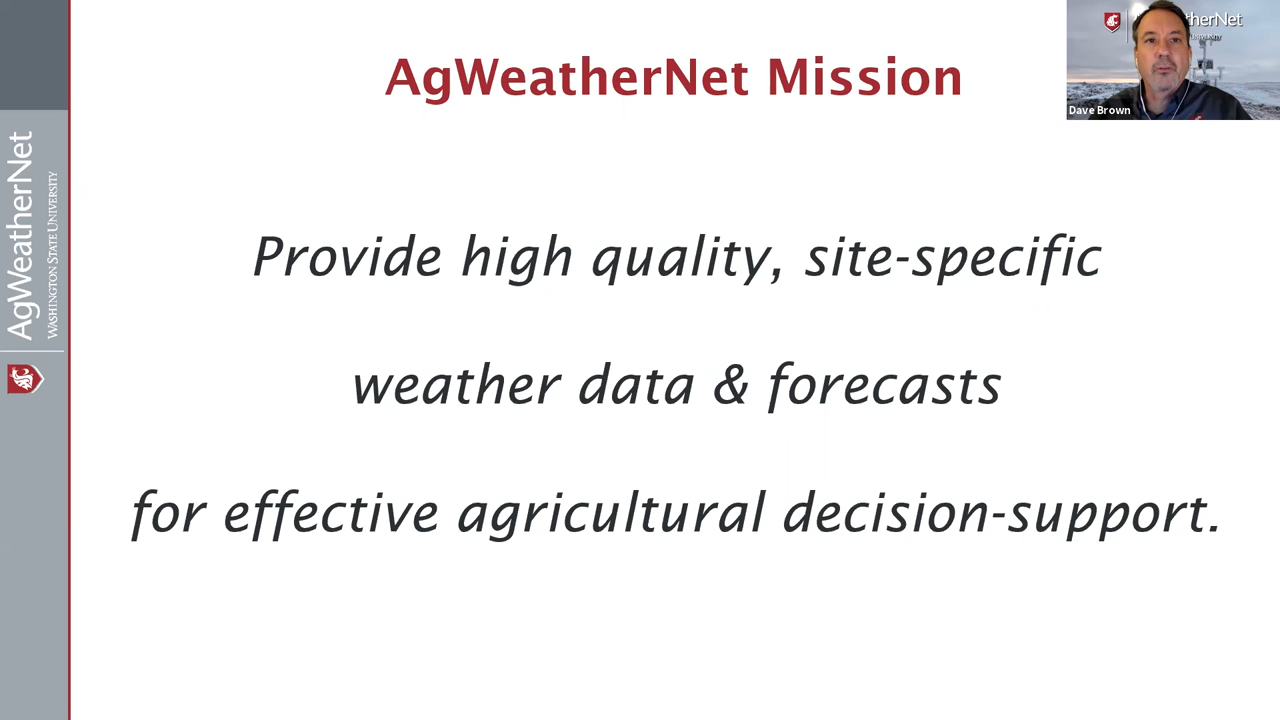 AgWeatherNet Mission
Provide high quality, site-specific
weather data & forecasts
for effective agricultural decision-support.
AgWeatherNet
WASHINGTON STATE UNIVERSITY
Dave Brown